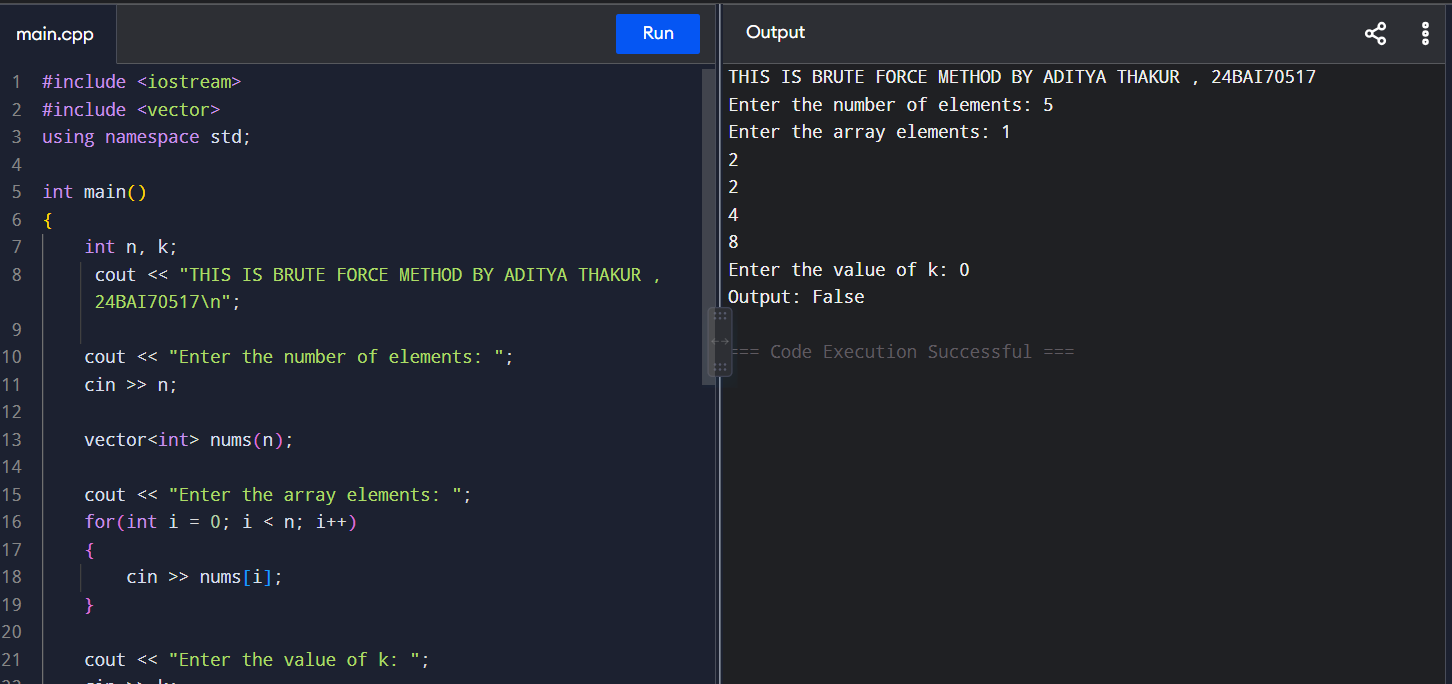 main.cpp
Run
1 #include <iostream>
2 #include <vector>
3 using namespace std;
4
5 int main()
6 {
7 int n, k;
8 cout << "THIS IS BRUTE FORCE METHOD BY ADITYA THAKUR ,
24BAI70517\n";
9
10 cout << "Enter the number of elements: ";
11 cin >> n;
12
13 vector<int> nums(n);
14
15 cout << "Enter the array elements: ";
16 for(int i = 0; i < n; i++)
17 {
18 cin >> nums[i];
19 }
20
21 cout << "Enter the value of k: ";
Output
THIS IS BRUTE FORCE METHOD BY ADITYA THAKUR , 24BAI70517
Enter the number of elements: 5
Enter the array elements: 1
2
2
4
8
Enter the value of k: 0
Output: False
=== Code Execution Successful ===